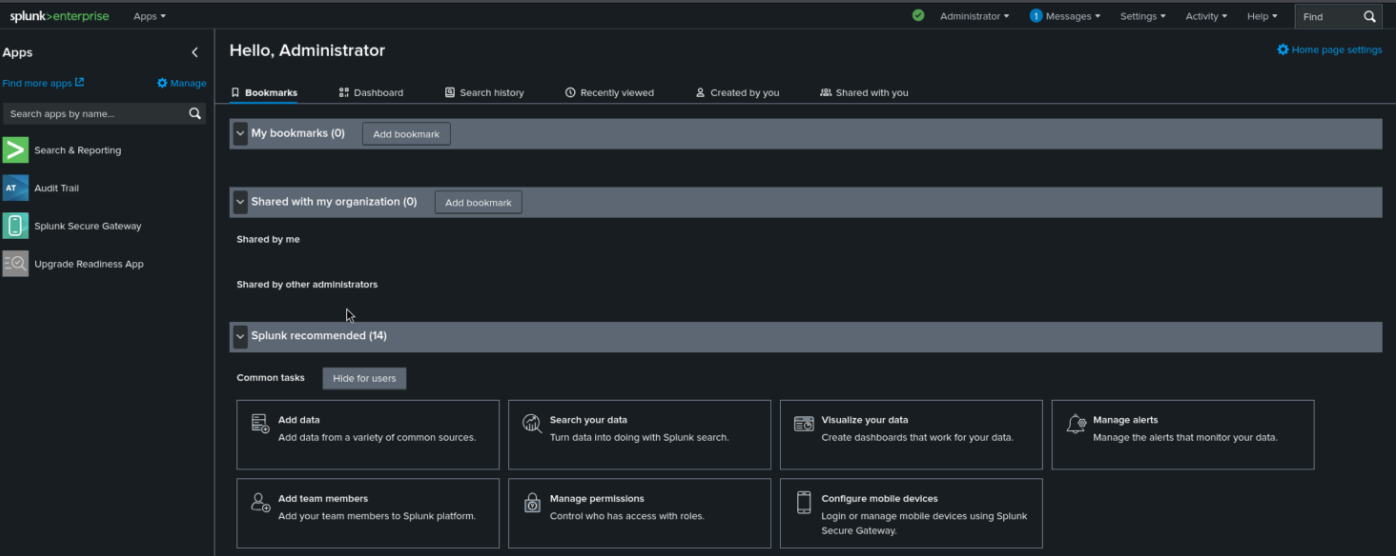 splunk>enterprise Apps Administrator 1 Messages Settings Activity Help Find
Apps
Find more apps Manage
Search apps by name...
Search & Reporting
AT Audit Trail
Splunk Secure Gateway
Upgrade Readiness App
Hello, Administrator
Home page settings
Bookmarks Dashboard Search history Recently viewed Created by you Shared with you
My bookmarks (0) Add bookmark
Shared with my organization (0) Add bookmark
Shared by me
Shared by other administrators
Splunk recommended (14)
Common tasks Hide for users
Add data
Add data from a variety of common sources.
Search your data
Turn data into doing with Splunk search.
Visualize your data
Create dashboards that work for your data.
Manage alerts
Manage the alerts that monitor your data.
Add team members
Add your team members to Splunk platform.
Manage permissions
Control who has access with roles.
Configure mobile devices
Login or manage mobile devices using Splunk
Secure Gateway.